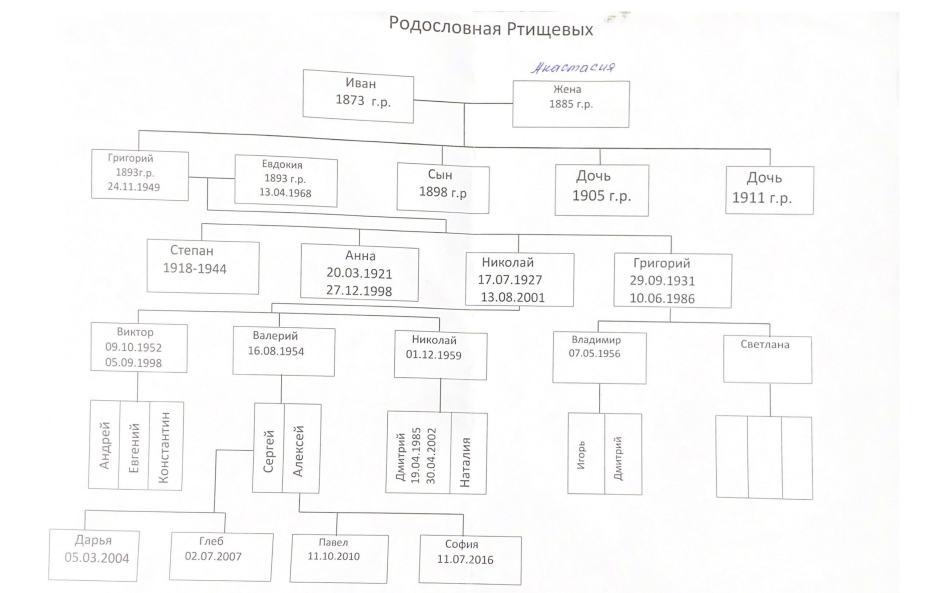 Родословная Ртищевых
Анастасия
Иван
1873 г.р.
Жена
1885 г.р.
Григорий
1893г.р.
24.11.1949
Евдокия
1893 г.р.
13.04.1968
Сын
1898 г.р
Дочь
1905 г.р.
Дочь
1911 г.р.
Степан
1918-1944
Анна
20.03.1921
27.12.1998
Николай
17.07.1927
13.08.2001
Григорий
29.09.1931
10.06.1986
Виктор
09.10.1952
05.09.1998
Валерий
16.08.1954
Николай
01.12.1959
Владимир
07.05.1956
Светлана
Андрей
Евгений
Константин
Сергей
Алексей
Дмитрий
19.04.1985
30.04.2002
Наталия
Игорь
Дмитрий
Дарья
05.03.2004
Глеб
02.07.2007
Павел
11.10.2010
София
11.07.2016